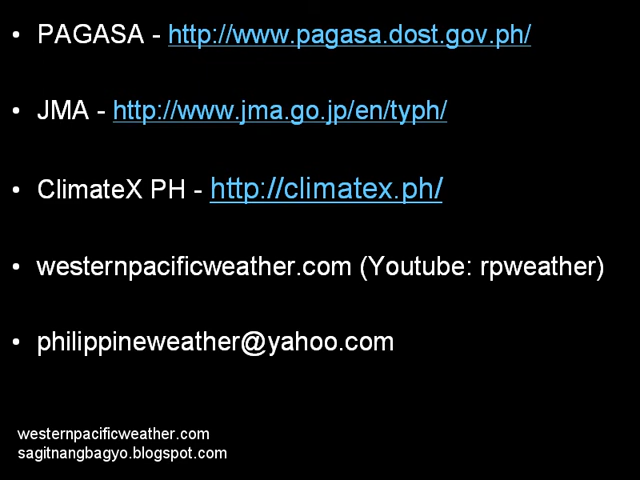 • PAGASA - http://www.pagasa.dost.gov.ph/
• JMA - http://www.jma.go.jp/en/typh/
• ClimateX PH - http://climatex.ph/
• westernpacificweather.com (Youtube: rpweather)
• philippineweather@yahoo.com
westernpacificweather.com
sagitnangbagyo.blogspot.com